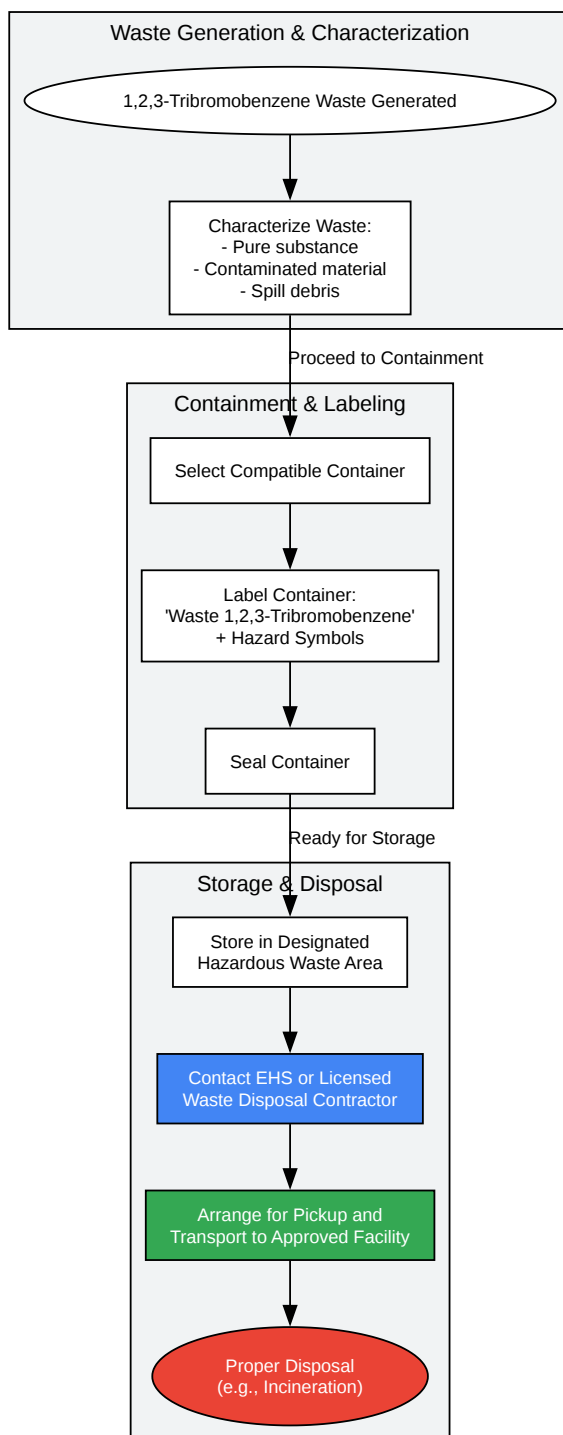 Waste Generation & Characterization
1,2,3-Tribromobenzene Waste Generated
Characterize Waste:
- Pure substance
- Contaminated material
- Spill debris
Proceed to Containment
Containment & Labeling
Select Compatible Container
Label Container:
'Waste 1,2,3-Tribromobenzene'
+ Hazard Symbols
Seal Container
Ready for Storage
Storage & Disposal
Store in Designated
Hazardous Waste Area
Contact EHS or Licensed
Waste Disposal Contractor
Arrange for Pickup and
Transport to Approved Facility
Proper Disposal
(e.g., Incineration)